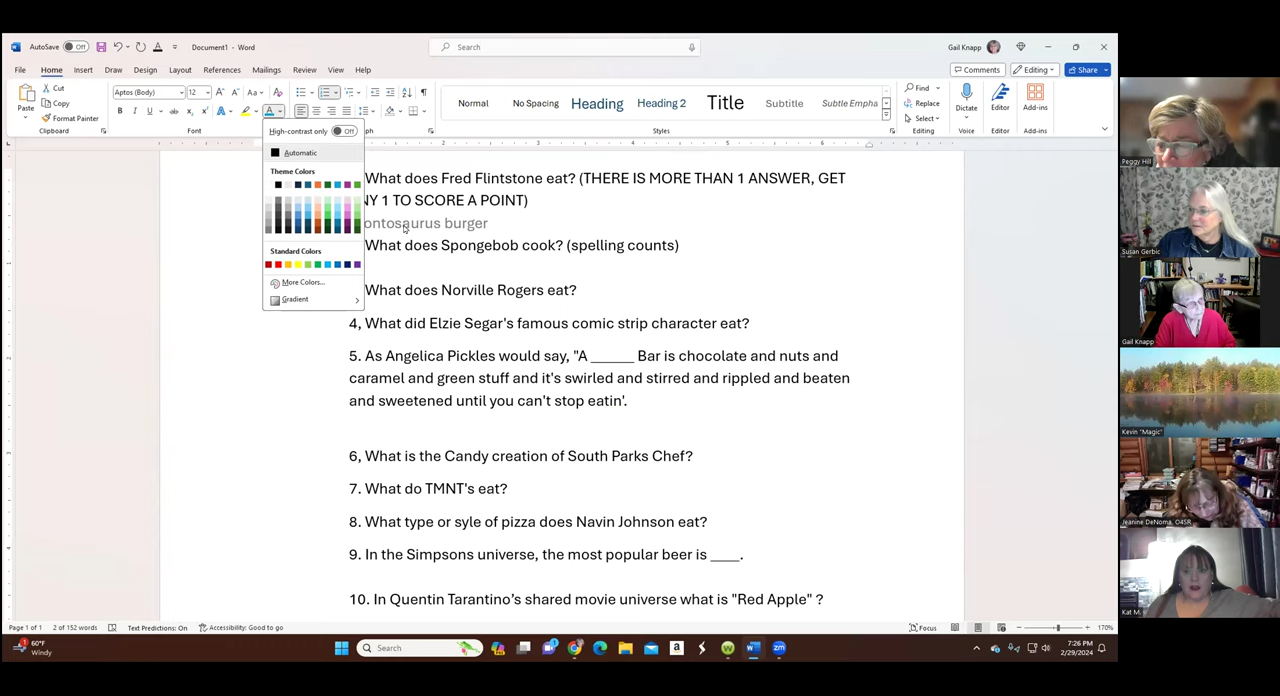 AutoSave Off Document1 - Word Search Gail Knapp
File Home Insert Draw Design Layout References Mailings Review View Help Comments Editing Share
Paste Cut Copy Format Painter Clipboard
Aptos (Body) 12 Aa Font
Normal No Spacing Heading Heading 2 Title Subtitle Subtle Empha Styles
Find Replace Select Editing
Dictate Voice Editor Add-ins
High-contrast only Off
Automatic
Theme Colors
Standard Colors
More Colors...
Gradient
What does Fred Flintstone eat? (THERE IS MORE THAN 1 ANSWER, GET
NY 1 TO SCORE A POINT)
ontosaurus burger
What does Spongebob cook? (spelling counts)
What does Norville Rogers eat?
4, What did Elzie Segar's famous comic strip character eat?
5. As Angelica Pickles would say, "A ______ Bar is chocolate and nuts and
caramel and green stuff and it's swirled and stirred and rippled and beaten
and sweetened until you can't stop eatin'.
6, What is the Candy creation of South Parks Chef?
7. What do TMNT's eat?
8. What type or syle of pizza does Navin Johnson eat?
9. In the Simpsons universe, the most popular beer is ____.
10. In Quentin Tarantino’s shared movie universe what is "Red Apple" ?
Page 1 of 1 2 of 152 words Text Predictions: On Accessibility: Good to go Focus 170%
60°F
Windy
Search
7:26 PM
2/29/2024
Peggy Hill
Susan Gerbic
Gail Knapp
Kevin "Magic"
Jeanine DeNoma, O4SR
Kat M.